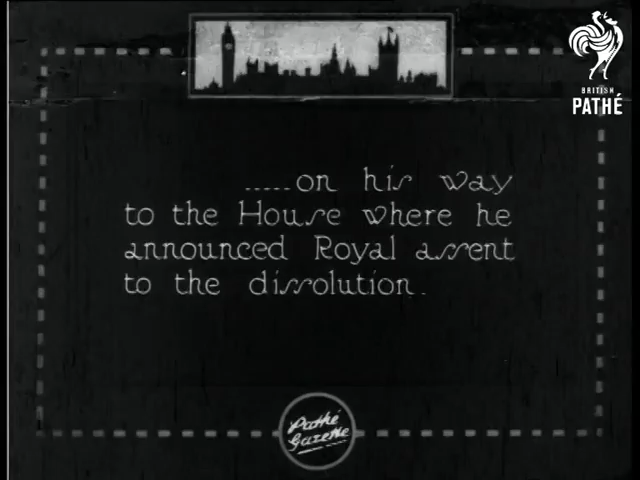 BRITISH
PATHÉ
.....on his way
to the House where he
announced Royal assent
to the dissolution.
Pathé
Gazette